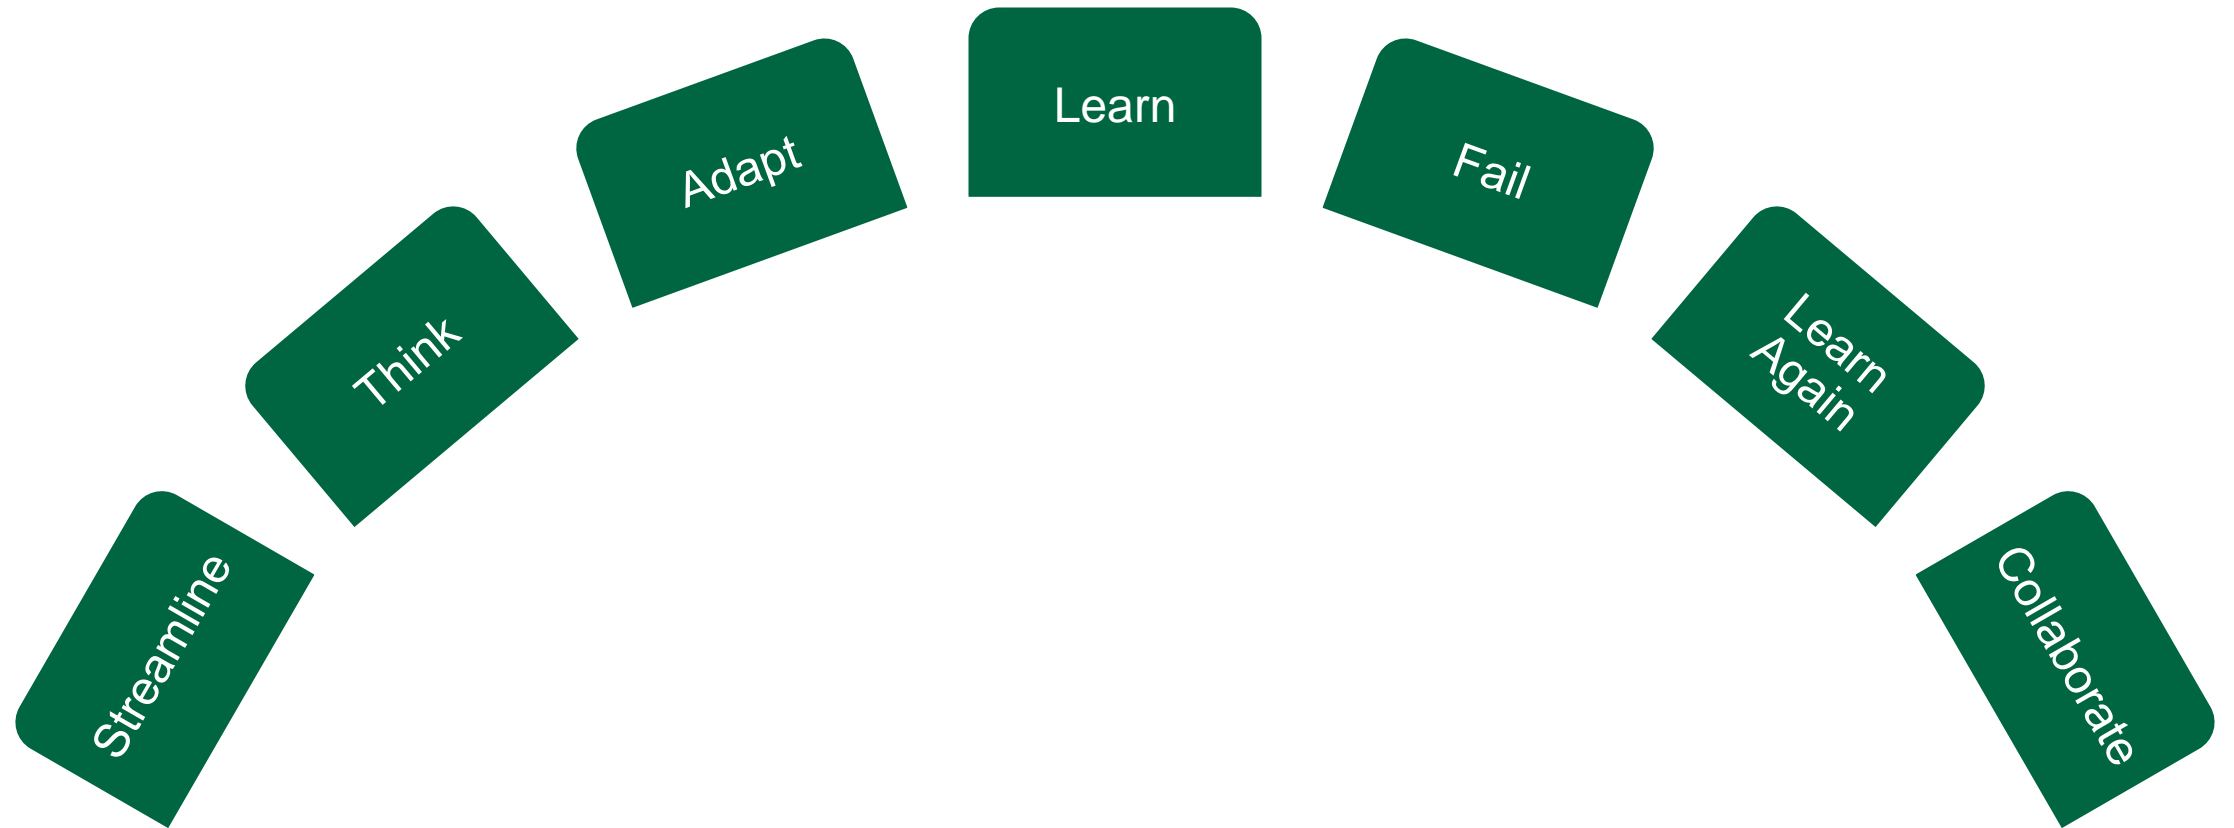 Streamline
Think
Adapt
Learn
Fail
Learn
Again
Collaborate